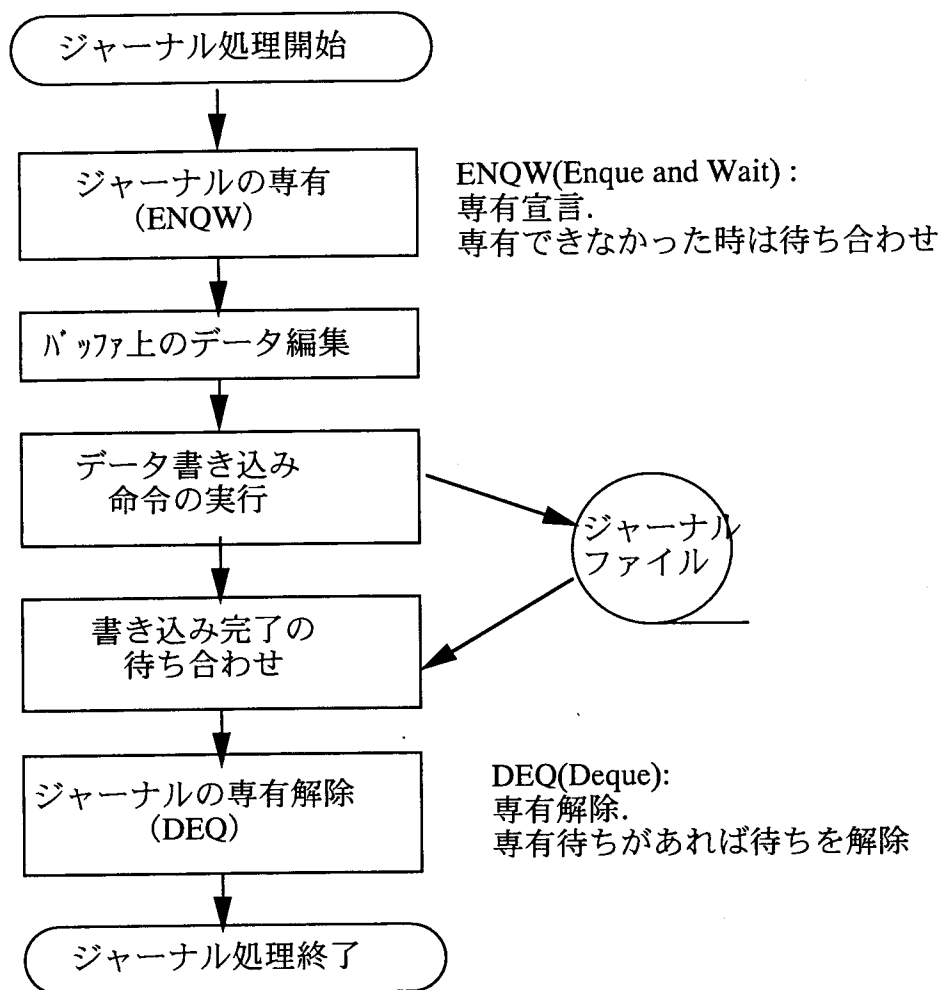 ジャーナル処理開始
ジャーナルの専有
(ENQW)
ENQW(Enque and Wait) :
専有宣言.
専有できなかった時は待ち合わせ
ﾊﾞｯﾌｧ上のデータ編集
データ書き込み
命令の実行
ジャーナル
ファイル
書き込み完了の
待ち合わせ
ジャーナルの専有解除
(DEQ)
DEQ(Deque):
専有解除.
専有待ちがあれば待ちを解除
ジャーナル処理終了